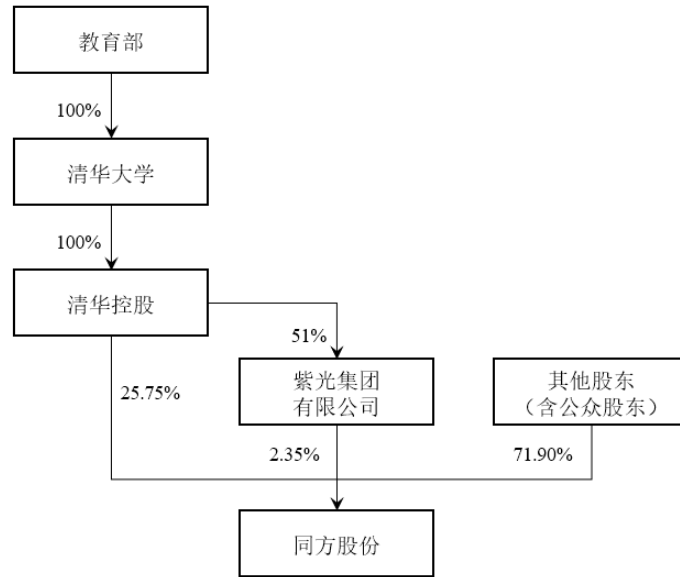 教育部
100%
清华大学
100%
清华控股
51%
25.75%
紫光集团
有限公司
其他股东
（含公众股东）
2.35%
71.90%
同方股份